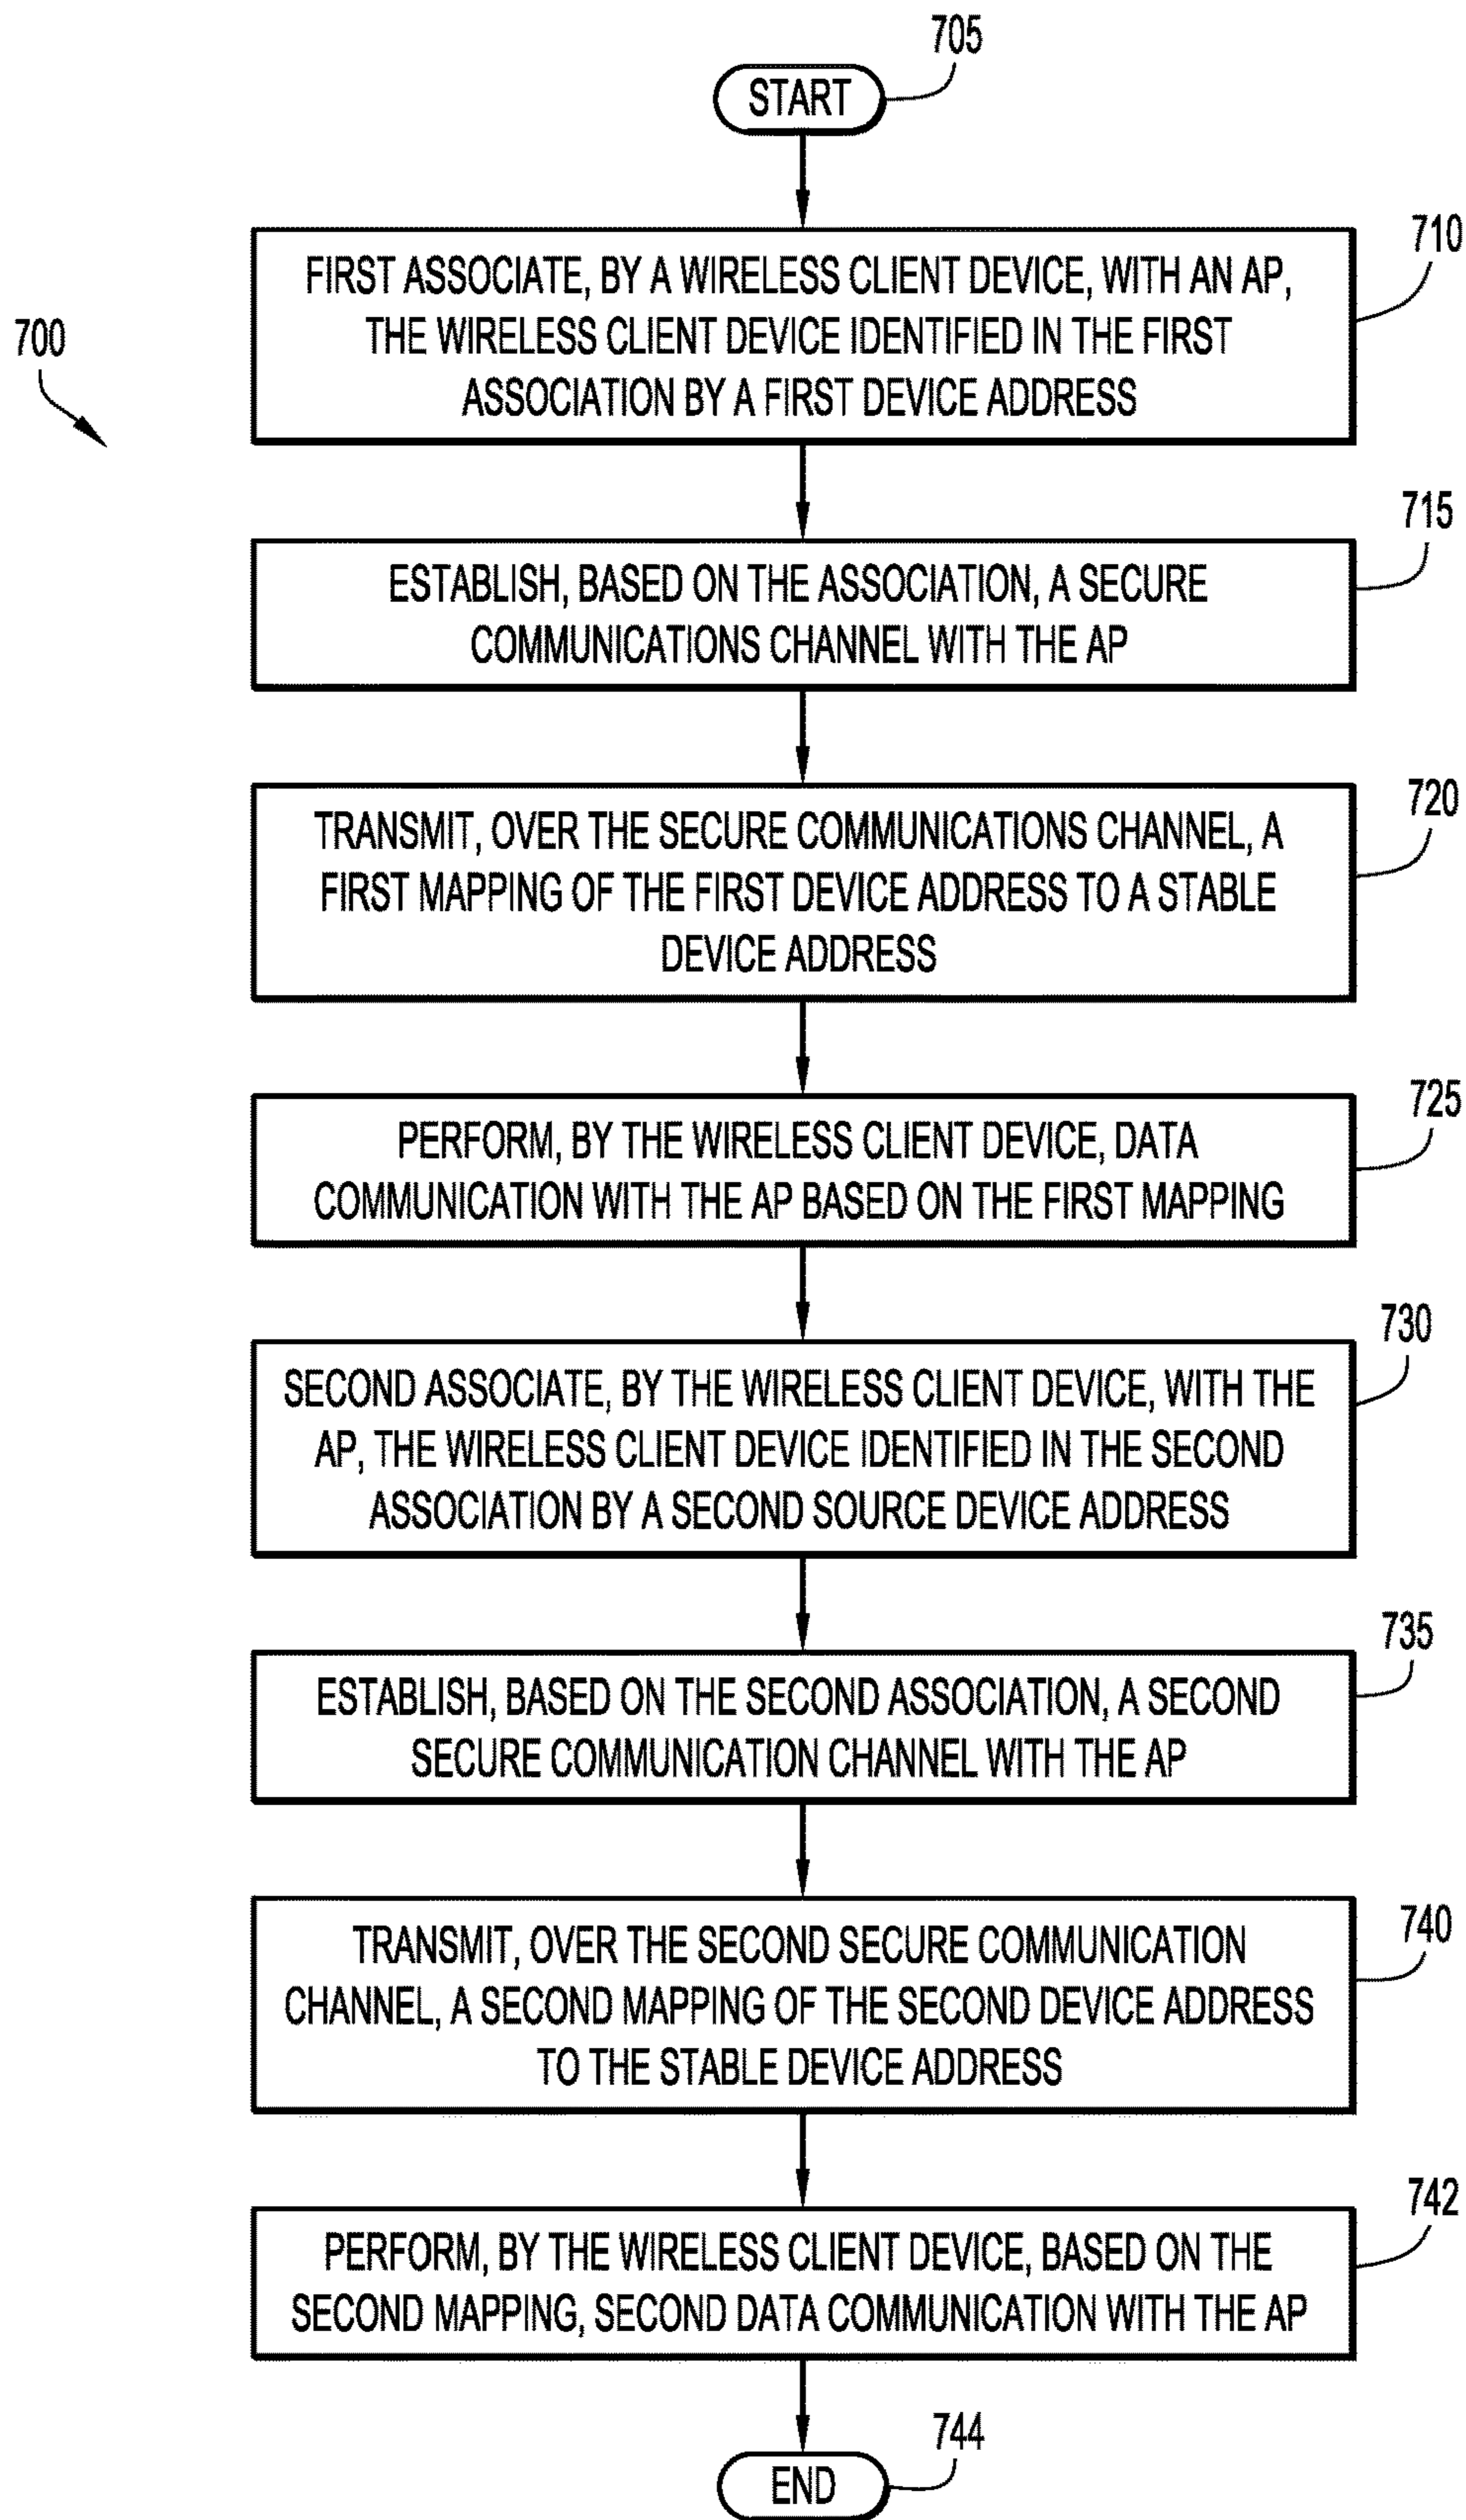 705
START
710
FIRST ASSOCIATE, BY A WIRELESS CLIENT DEVICE, WITH AN AP,
THE WIRELESS CLIENT DEVICE IDENTIFIED IN THE FIRST
ASSOCIATION BY A FIRST DEVICE ADDRESS
700
715
ESTABLISH, BASED ON THE ASSOCIATION, A SECURE
COMMUNICATIONS CHANNEL WITH THE AP
720
TRANSMIT, OVER THE SECURE COMMUNICATIONS CHANNEL, A
FIRST MAPPING OF THE FIRST DEVICE ADDRESS TO A STABLE
DEVICE ADDRESS
725
PERFORM, BY THE WIRELESS CLIENT DEVICE, DATA
COMMUNICATION WITH THE AP BASED ON THE FIRST MAPPING
730
SECOND ASSOCIATE, BY THE WIRELESS CLIENT DEVICE, WITH THE
AP, THE WIRELESS CLIENT DEVICE IDENTIFIED IN THE SECOND
ASSOCIATION BY A SECOND SOURCE DEVICE ADDRESS
735
ESTABLISH, BASED ON THE SECOND ASSOCIATION, A SECOND
SECURE COMMUNICATION CHANNEL WITH THE AP
740
TRANSMIT, OVER THE SECOND SECURE COMMUNICATION
CHANNEL, A SECOND MAPPING OF THE SECOND DEVICE ADDRESS
TO THE STABLE DEVICE ADDRESS
742
PERFORM, BY THE WIRELESS CLIENT DEVICE, BASED ON THE
SECOND MAPPING, SECOND DATA COMMUNICATION WITH THE AP
744
END